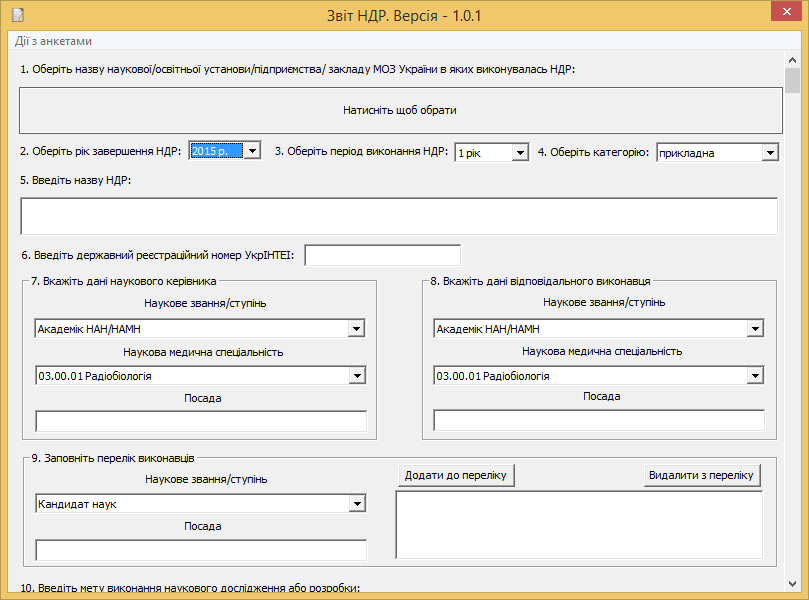 Звіт НДР. Версія - 1.0.1
Дії з анкетами
1. Оберіть назву наукової/освітньої установи/підприємства/ закладу МОЗ України в яких виконувалась НДР:
Натисніть щоб обрати
2. Оберіть рік завершення НДР: 2015 р. 3. Оберіть період виконання НДР: 1 рік 4. Оберіть категорію: прикладна
5. Введіть назву НДР:
6. Введіть державний реєстраційний номер УкрІНТЕІ:
7. Вкажіть дані наукового керівника
Наукове звання/ступінь
Академік НАН/НАМН
Наукова медична спеціальність
03.00.01 Радіобіологія
Посада
8. Вкажіть дані відповідального виконавця
Наукове звання/ступінь
Академік НАН/НАМН
Наукова медична спеціальність
03.00.01 Радіобіологія
Посада
9. Заповніть перелік виконавців
Наукове звання/ступінь
Кандидат наук
Посада
Додати до переліку
Видалити з переліку
10. Введіть мету виконання наукового дослідження або розробки: